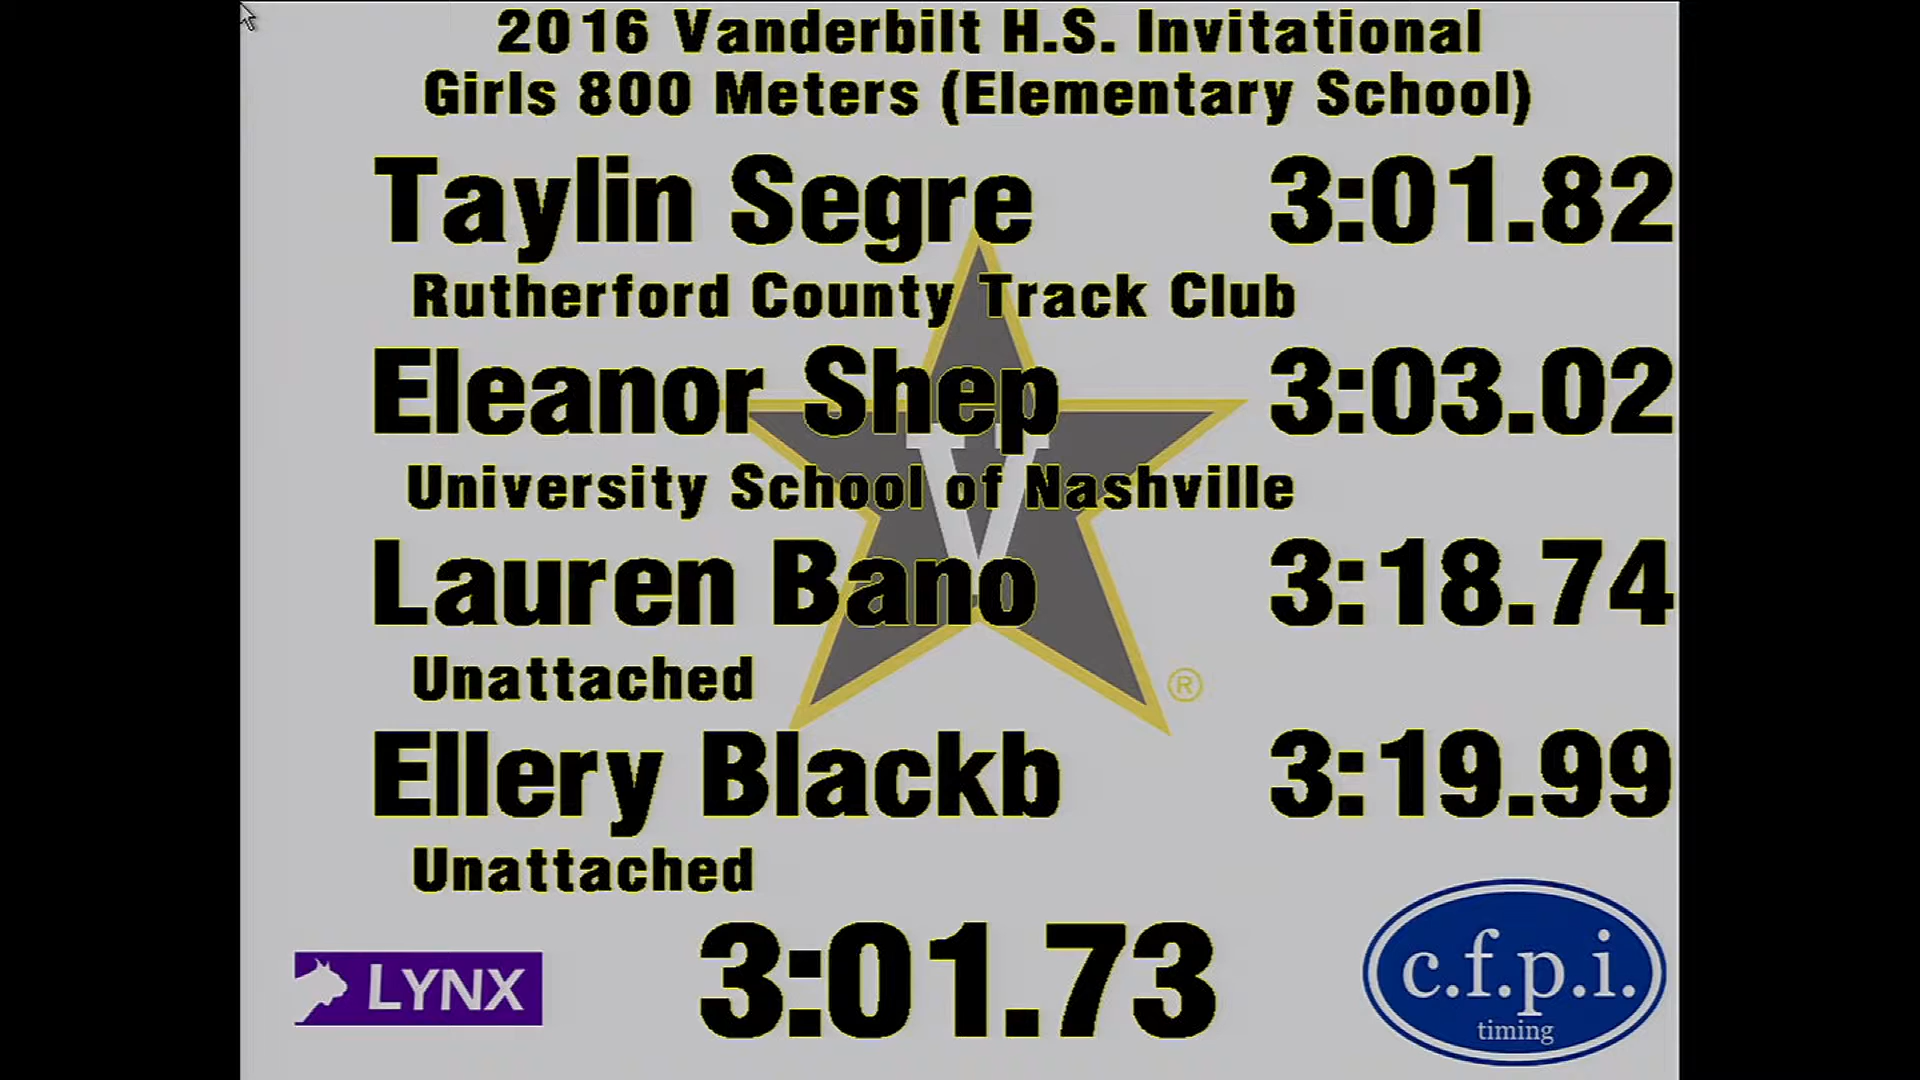 2016 Vanderbilt H.S. Invitational
Girls 800 Meters (Elementary School)
Taylin Segre 3:01.82
Rutherford County Track Club
Eleanor Shep 3:03.02
University School of Nashville
Lauren Bano 3:18.74
Unattached
Ellery Blackb 3:19.99
Unattached
V
®
LYNX
3:01.73
c.f.p.i.
timing